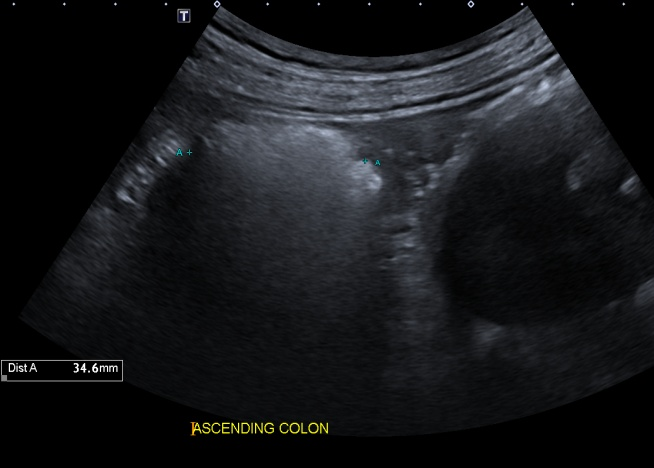 T
A + + A
Dist A 34.6mm
ASCENDING COLON